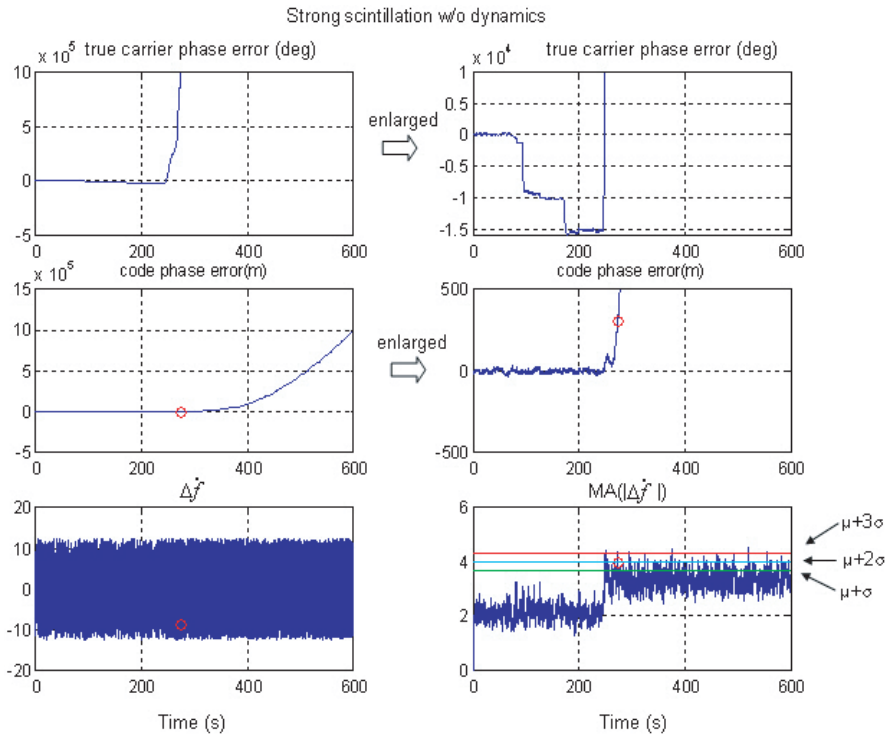 Strong scintillation w/o dynamics
x 10^5 true carrier phase error (deg)
10
5
0
-5
0 200 400 600
enlarged
x 10^4 true carrier phase error (deg)
1
0.5
0
-0.5
-1
-1.5
0 200 400 600
x 10^5 code phase error(m)
15
10
5
0
-5
0 200 400 600
enlarged
code phase error(m)
500
0
-500
0 200 400 600
Δḟ
20
10
0
-10
-20
0 200 400 600
Time (s)
MA(|Δḟ|)
6
4
2
0
0 200 400 600
Time (s)
μ+3σ
μ+2σ
μ+σ